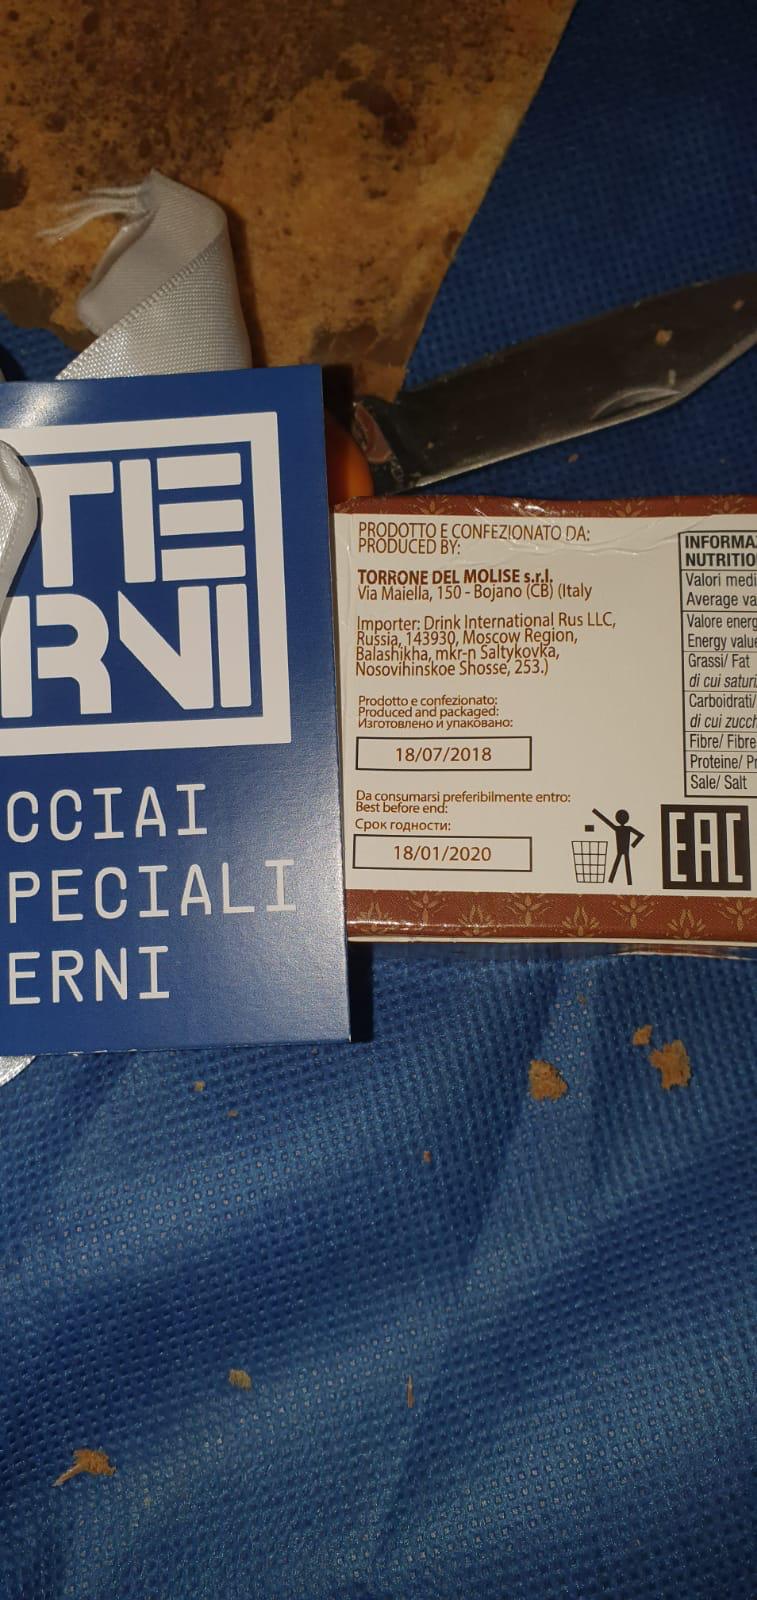 TE
RNI
CCIAI
PECIALI
ERNI
PRODOTTO E CONFEZIONATO DA:
PRODUCED BY:
TORRONE DEL MOLISE s.r.l.
Via Maiella, 150 - Bojano (CB) (Italy
Importer: Drink International Rus LLC,
Russia, 143930, Moscow Region,
Balashikha, mkr-n Saltykovka,
Nosovihinskoe Shosse, 253.)
Prodotto e confezionato:
Produced and packaged:
Изготовлено и упаковано:
18/07/2018
Da consumarsi preferibilmente entro:
Best before end:
Срок годности:
18/01/2020
EAC
INFORMA
NUTRITIO
Valori medi
Average va
Valore energ
Energy value
Grassi/ Fat
di cui saturi
Carboidrati/
di cui zucch
Fibre/ Fibre
Proteine/ Pr
Sale/ Salt